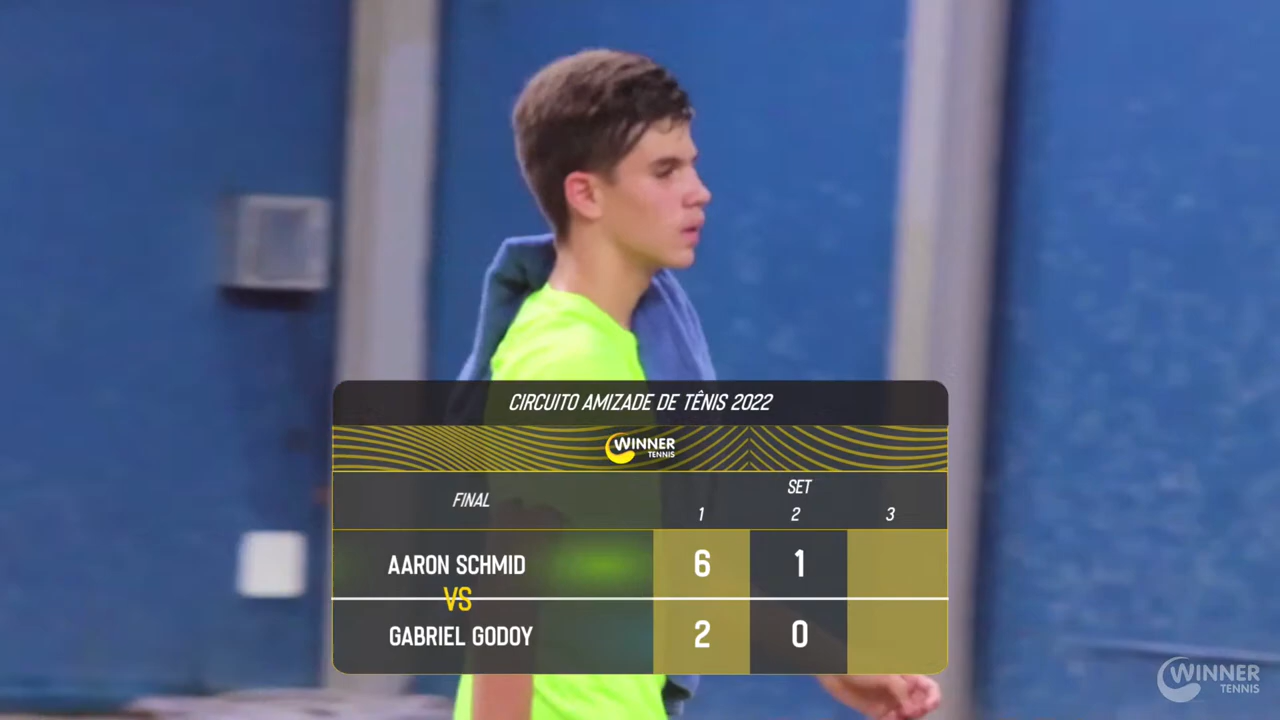 CIRCUITO AMIZADE DE TÊNIS 2022
WINNER
TENNIS
FINAL
SET
1 2 3
AARON SCHMID 6 1
VS
GABRIEL GODOY 2 0
WINNER
TENNIS